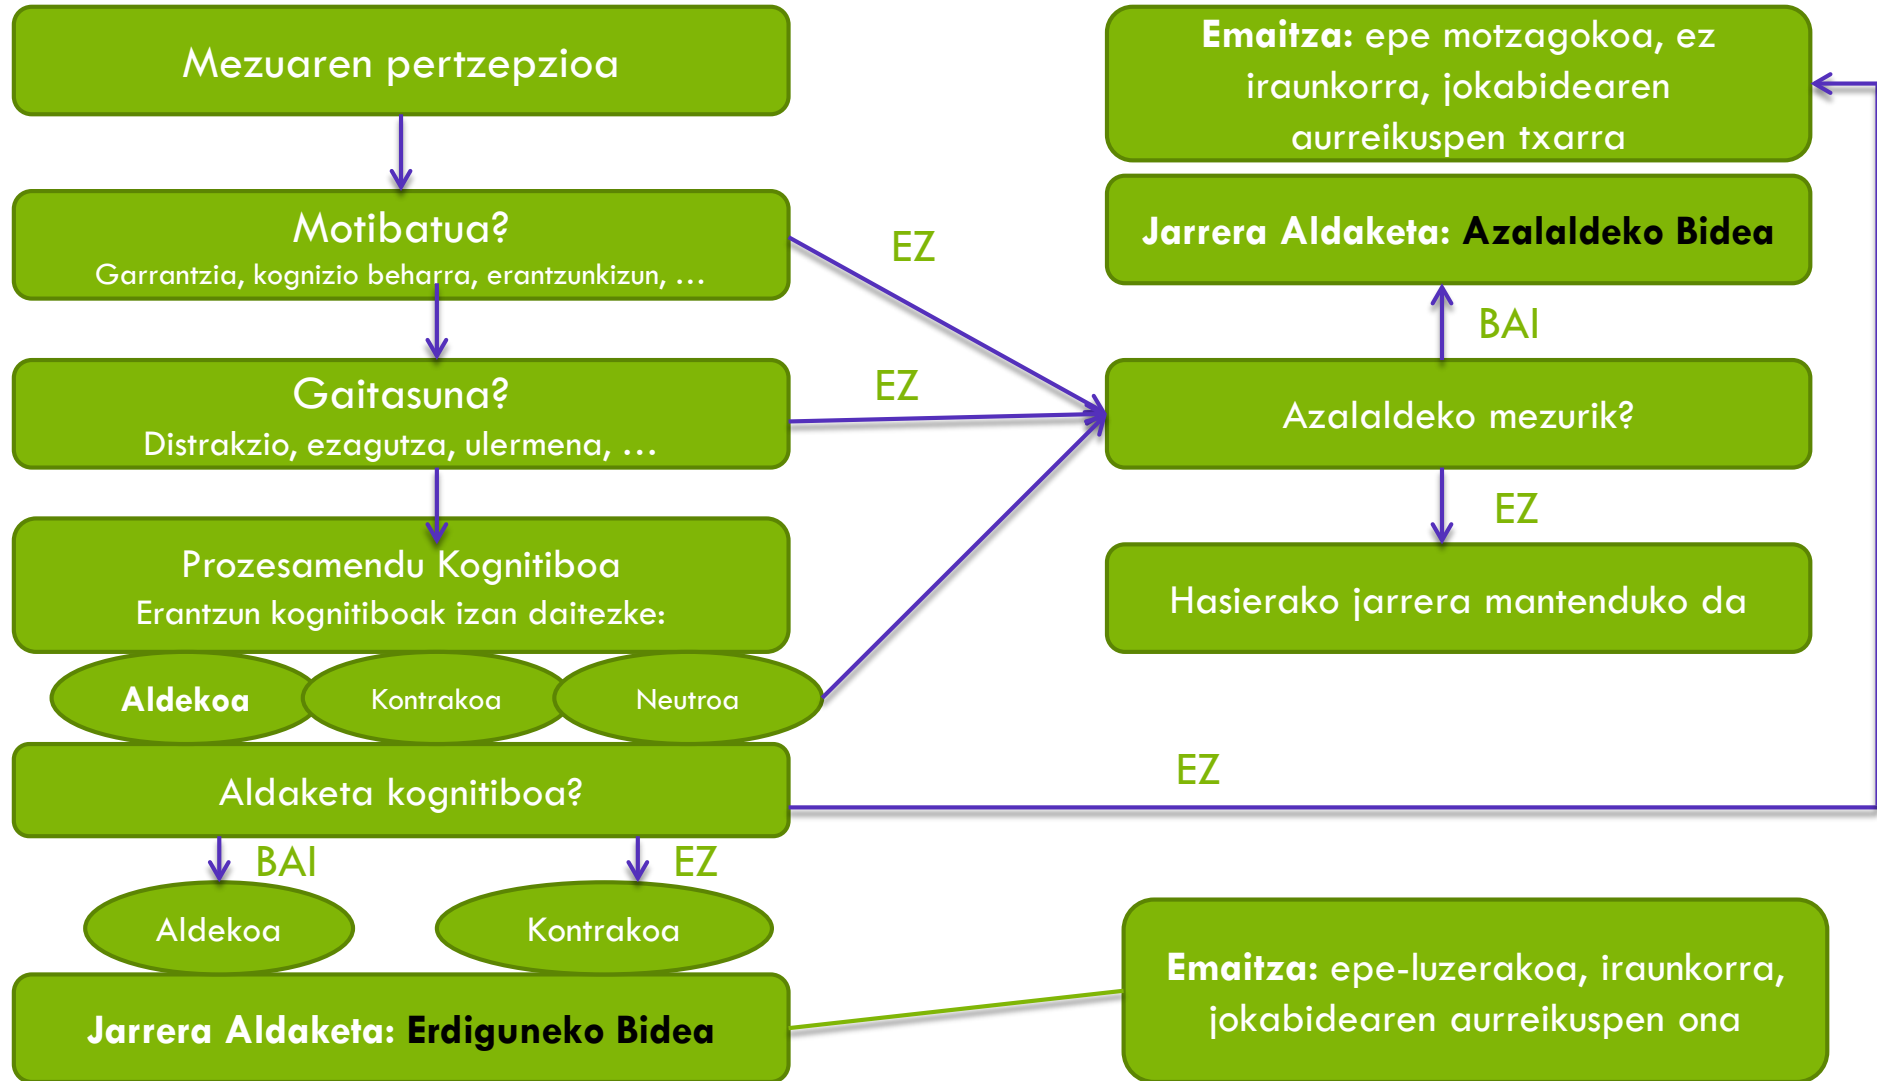 Mezuaren pertzepzioa
Motibatua?
Garrantzia, kognizio beharra, erantzunkizun, ...
EZ
Gaitasuna?
Distrakzio, ezagutza, ulermena, ...
EZ
Prozesamendu Kognitiboa
Erantzun kognitiboak izan daitezke:
Aldekoa
Kontrakoa
Neutroa
Aldaketa kognitiboa?
EZ
BAI
EZ
Aldekoa
Kontrakoa
Jarrera Aldaketa: Erdiguneko Bidea
Emaitza: epe motzagokoa, ez
iraunkorra, jokabidearen
aurreikuspen txarra
Jarrera Aldaketa: Azalaldeko Bidea
BAI
Azalaldeko mezurik?
EZ
Hasierako jarrera mantenduko da
Emaitza: epe-luzerakoa, iraunkorra,
jokabidearen aurreikuspen ona